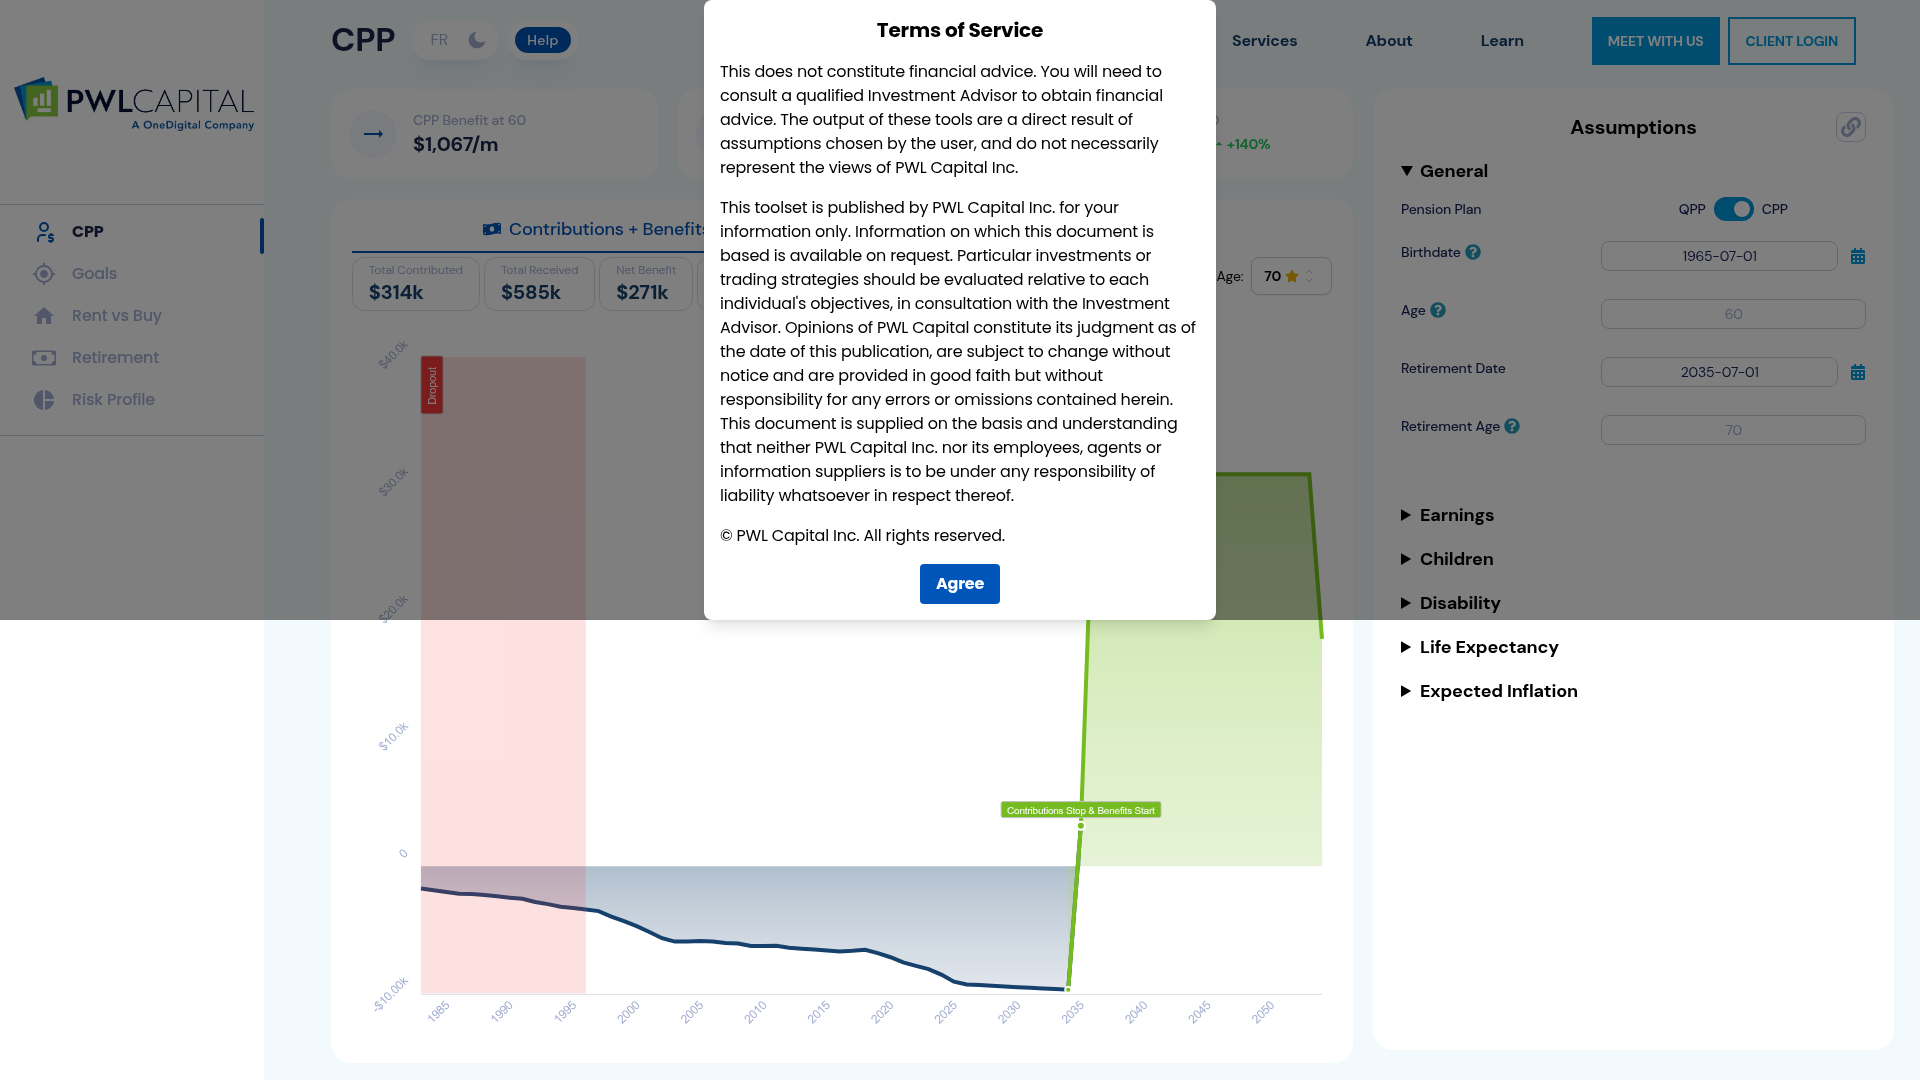 CPP
FR
Help
Services
About
Learn
MEET WITH US
CLIENT LOGIN
PWLCAPITAL
A OneDigital Company
CPP
Goals
Rent vs Buy
Retirement
Risk Profile
CPP Benefit at 60
$1,067/m
+140%
Contributions + Benefits
Total Contributed
$314k
Total Received
$585k
Net Benefit
$271k
Age:
70
Terms of Service
This does not constitute financial advice. You will need to
consult a qualified Investment Advisor to obtain financial
advice. The output of these tools are a direct result of
assumptions chosen by the user, and do not necessarily
represent the views of PWL Capital Inc.
This toolset is published by PWL Capital Inc. for your
information only. Information on which this document is
based is available on request. Particular investments or
trading strategies should be evaluated relative to each
individual's objectives, in consultation with the Investment
Advisor. Opinions of PWL Capital constitute its judgment as of
the date of this publication, are subject to change without
notice and are provided in good faith but without
responsibility for any errors or omissions contained herein.
This document is supplied on the basis and understanding
that neither PWL Capital Inc. nor its employees, agents or
information suppliers is to be under any responsibility of
liability whatsoever in respect thereof.
© PWL Capital Inc. All rights reserved.
Agree
$40.0k
$30.0k
$20.0k
$10.0k
0
-$10.00k
Dropout
Contributions Stop & Benefits Start
1985
1990
1995
2000
2005
2010
2015
2020
2025
2030
2035
2040
2045
2050
Assumptions
General
Pension Plan
QPP
CPP
Birthdate ?
1965-07-01
Age ?
60
Retirement Date
2035-07-01
Retirement Age ?
70
Earnings
Children
Disability
Life Expectancy
Expected Inflation